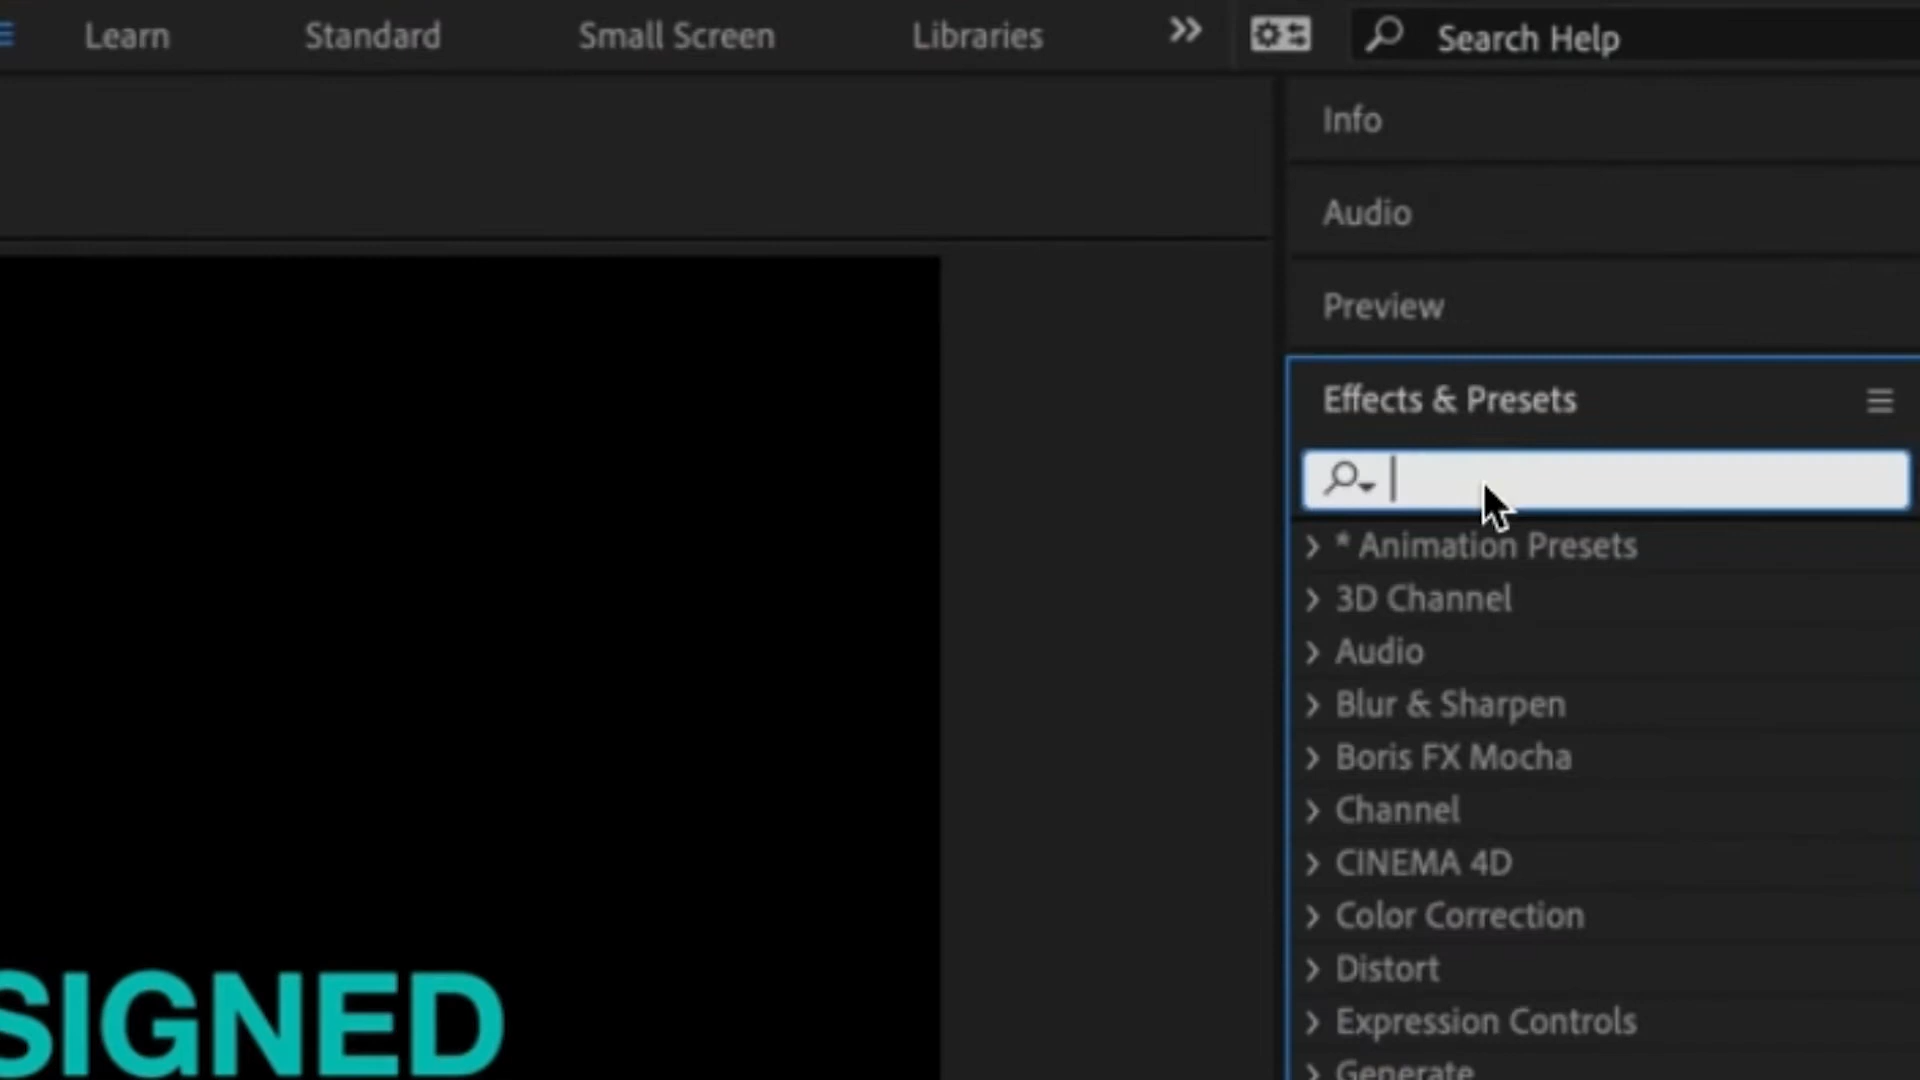 Learn
Standard
Small Screen
Libraries
Search Help
Info
Audio
Preview
Effects & Presets
* Animation Presets
3D Channel
Audio
Blur & Sharpen
Boris FX Mocha
Channel
CINEMA 4D
Color Correction
Distort
Expression Controls
Generate
SIGNED